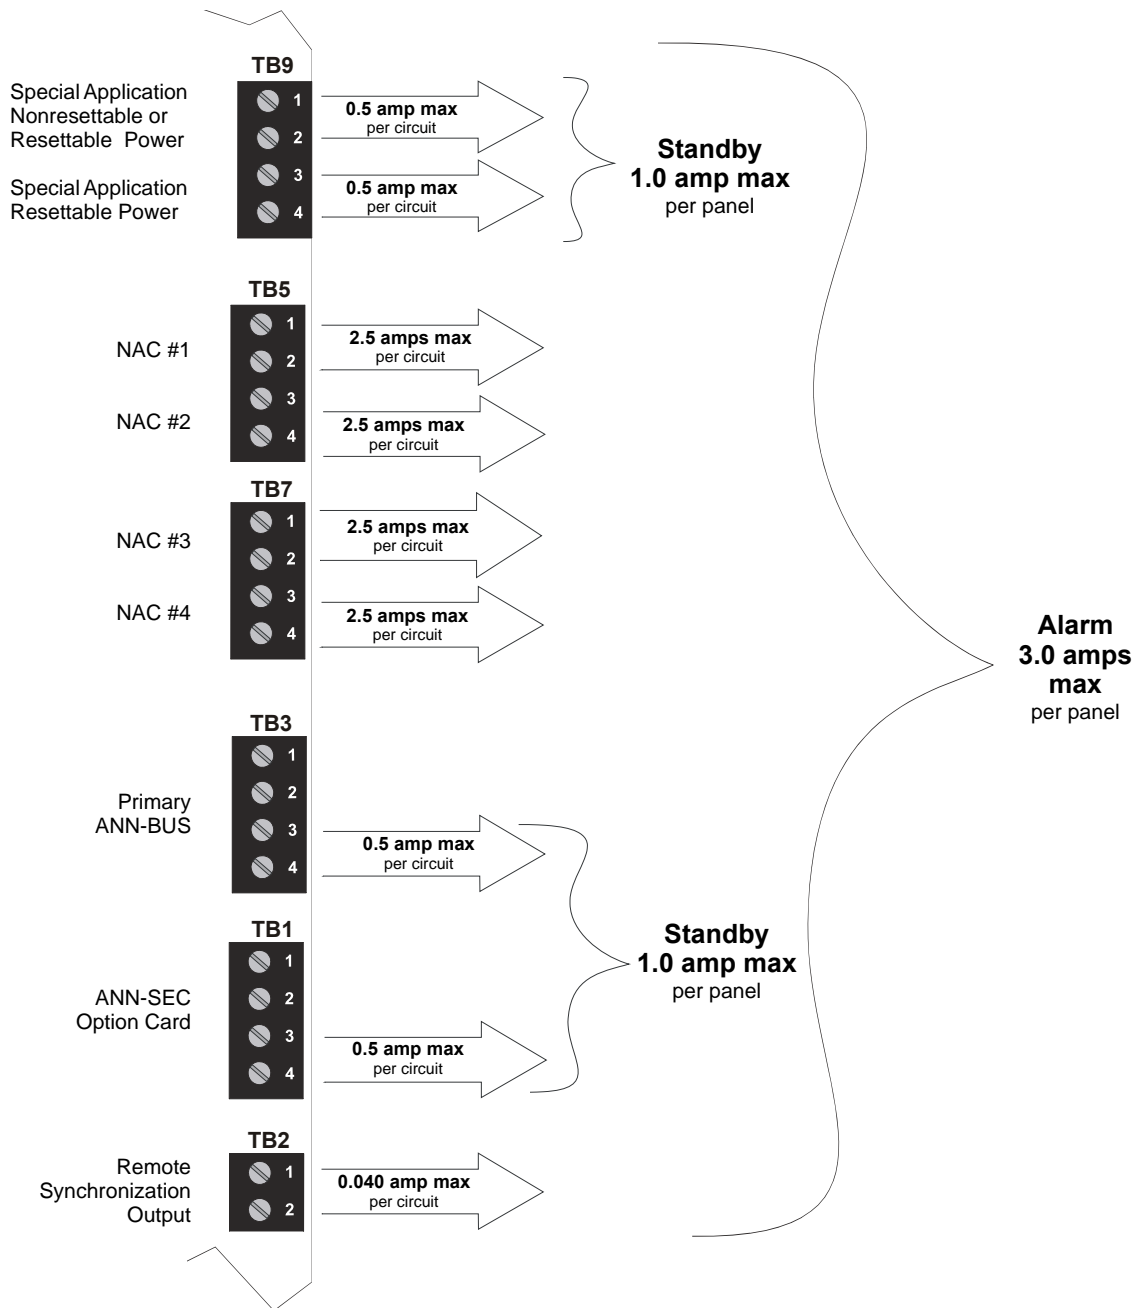 TB9
Special Application
Nonresettable or
Resettable Power
1
2
3
4
0.5 amp max
per circuit
Special Application
Resettable Power
0.5 amp max
per circuit
Standby
1.0 amp max
per panel
TB5
NAC #1
1
2
3
4
2.5 amps max
per circuit
NAC #2
2.5 amps max
per circuit
TB7
NAC #3
1
2
3
4
2.5 amps max
per circuit
NAC #4
2.5 amps max
per circuit
Alarm
3.0 amps
max
per panel
TB3
Primary
ANN-BUS
1
2
3
4
0.5 amp max
per circuit
TB1
ANN-SEC
Option Card
1
2
3
4
0.5 amp max
per circuit
Standby
1.0 amp max
per panel
TB2
Remote
Synchronization
Output
1
2
0.040 amp max
per circuit